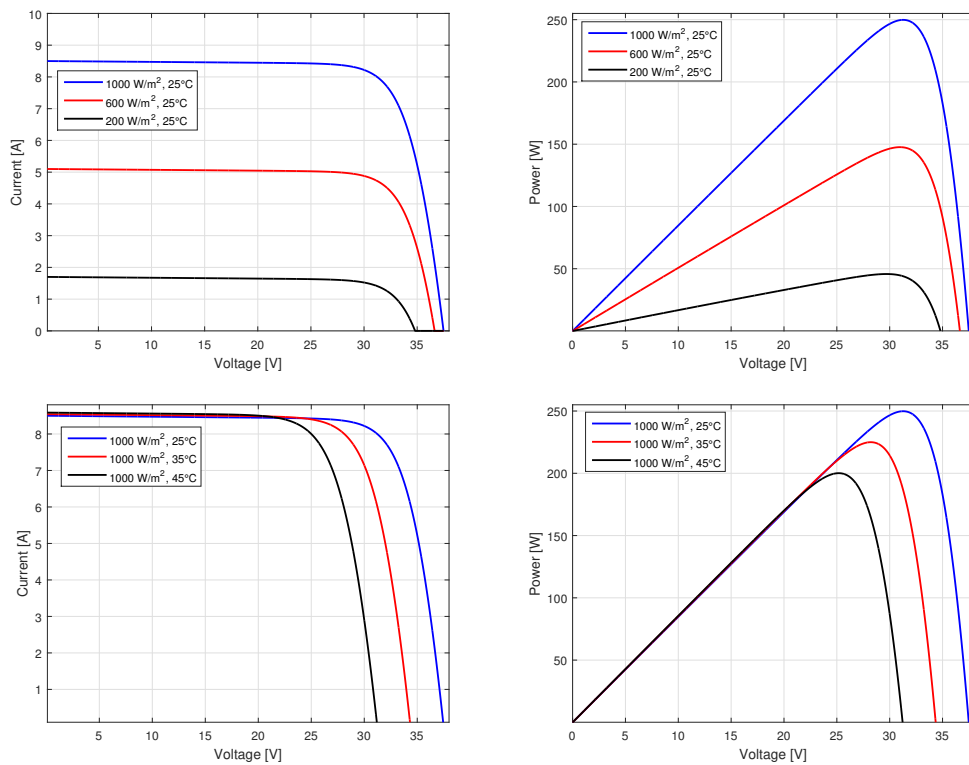 10
9
8
7
6
5
4
3
2
1
0
Current [A]
1000 W/m², 25°C
600 W/m², 25°C
200 W/m², 25°C
5 10 15 20 25 30 35
Voltage [V]
250
200
150
100
50
Power [W]
1000 W/m², 25°C
600 W/m², 25°C
200 W/m², 25°C
0 5 10 15 20 25 30 35
Voltage [V]
8
7
6
5
4
3
2
1
Current [A]
1000 W/m², 25°C
1000 W/m², 35°C
1000 W/m², 45°C
5 10 15 20 25 30 35
Voltage [V]
250
200
150
100
50
Power [W]
1000 W/m², 25°C
1000 W/m², 35°C
1000 W/m², 45°C
0 5 10 15 20 25 30 35
Voltage [V]